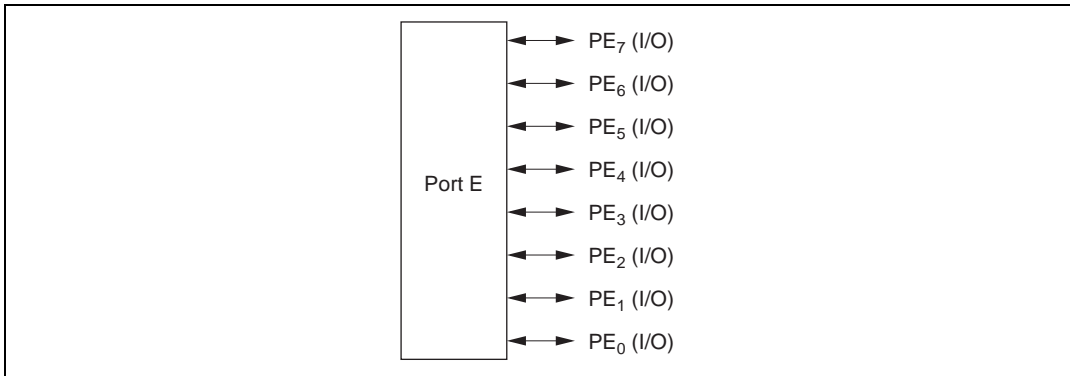 PE₇ (I/O)
PE₆ (I/O)
PE₅ (I/O)
PE₄ (I/O)
Port E
PE₃ (I/O)
PE₂ (I/O)
PE₁ (I/O)
PE₀ (I/O)